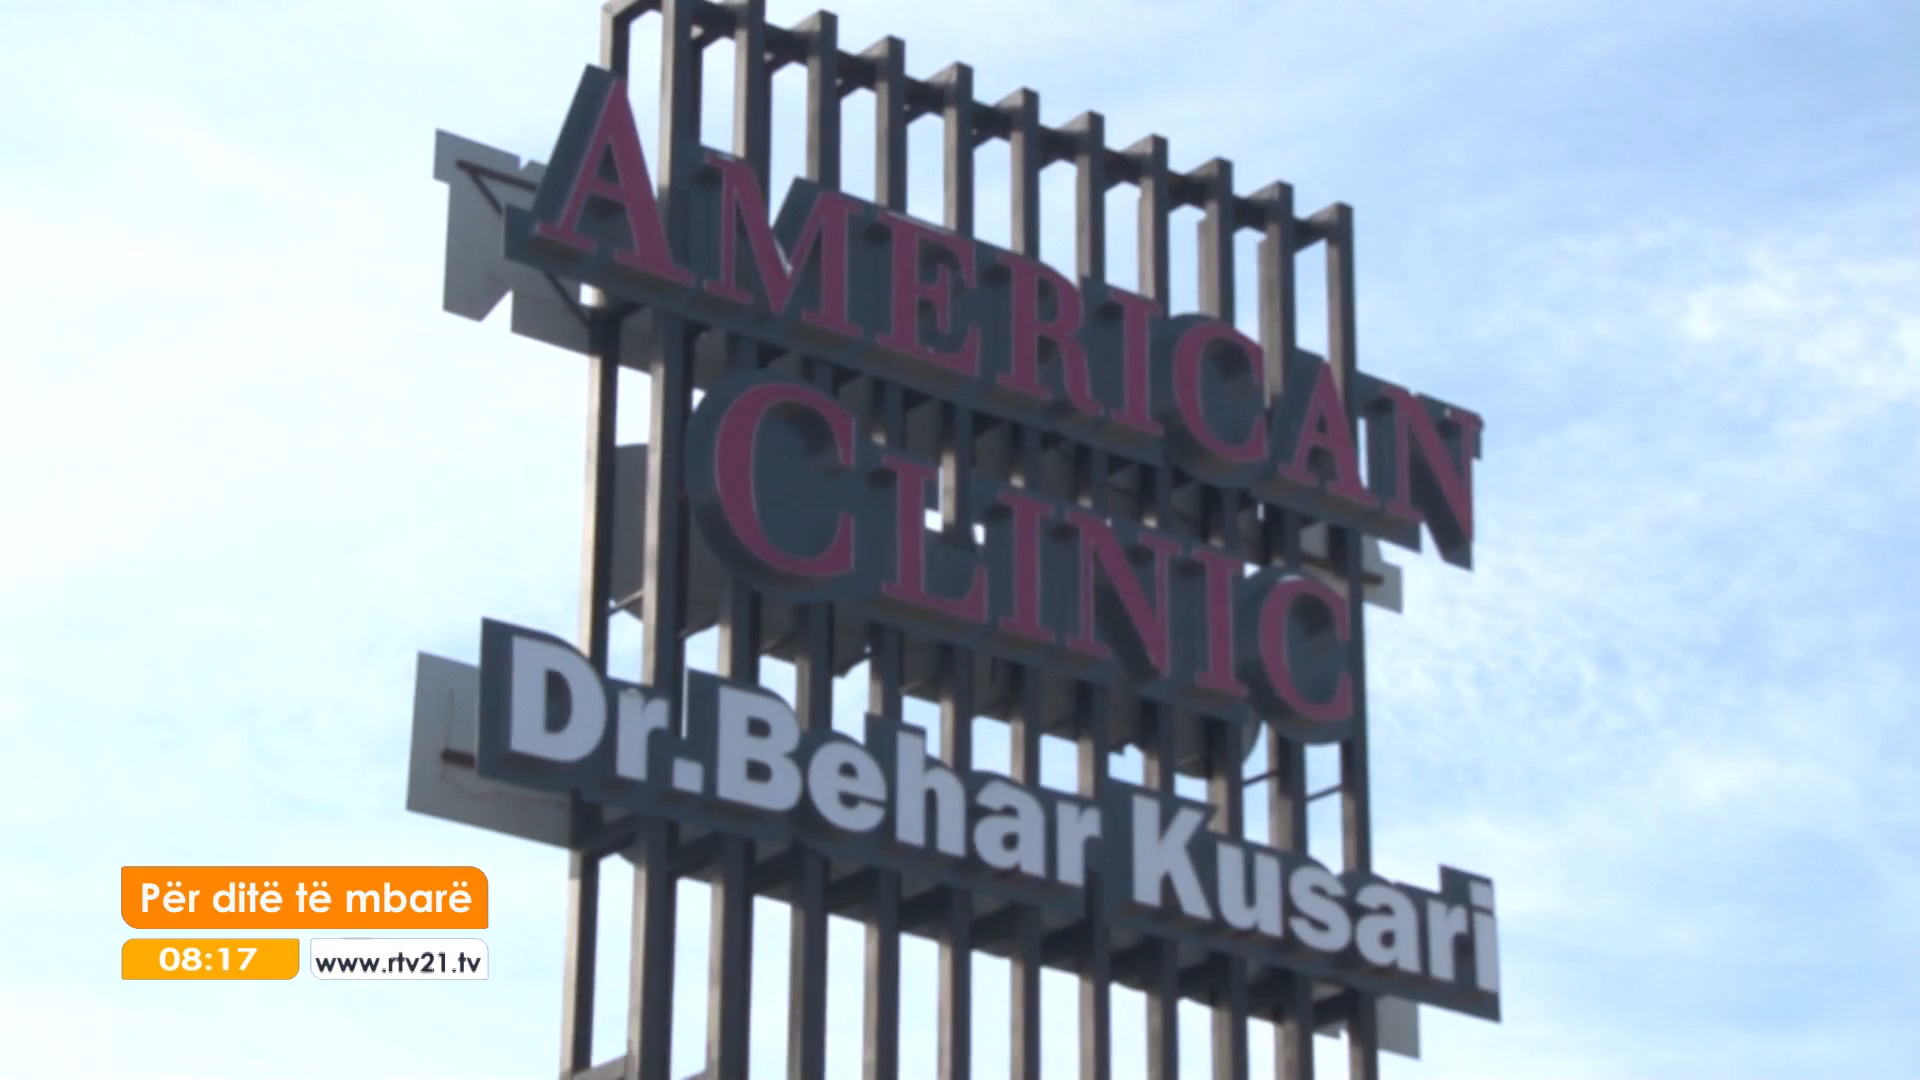 AMERICAN
CLINIC
Dr.Behar Kusari
Për ditë të mbarë
08:17 www.rtv21.tv